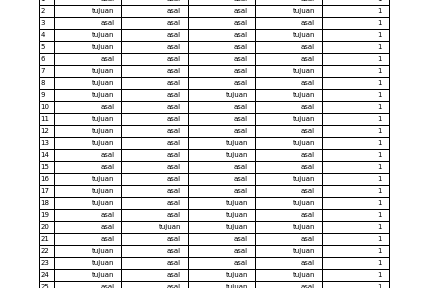 2 tujuan asal asal tujuan 1
3 asal asal asal asal 1
4 tujuan asal asal tujuan 1
5 tujuan asal asal asal 1
6 asal asal asal asal 1
7 tujuan asal asal tujuan 1
8 tujuan asal asal asal 1
9 tujuan asal tujuan tujuan 1
10 asal asal asal asal 1
11 tujuan asal asal tujuan 1
12 tujuan asal asal asal 1
13 tujuan asal tujuan asal 1
14 asal asal tujuan asal 1
15 asal asal asal asal 1
16 tujuan asal asal tujuan 1
17 tujuan asal asal asal 1
18 tujuan asal tujuan tujuan 1
19 asal asal tujuan asal 1
20 asal tujuan tujuan tujuan 1
21 asal asal asal asal 1
22 tujuan asal asal tujuan 1
23 tujuan asal asal tujuan 1
24 tujuan asal tujuan tujuan 1
25 asal asal tujuan asal 1